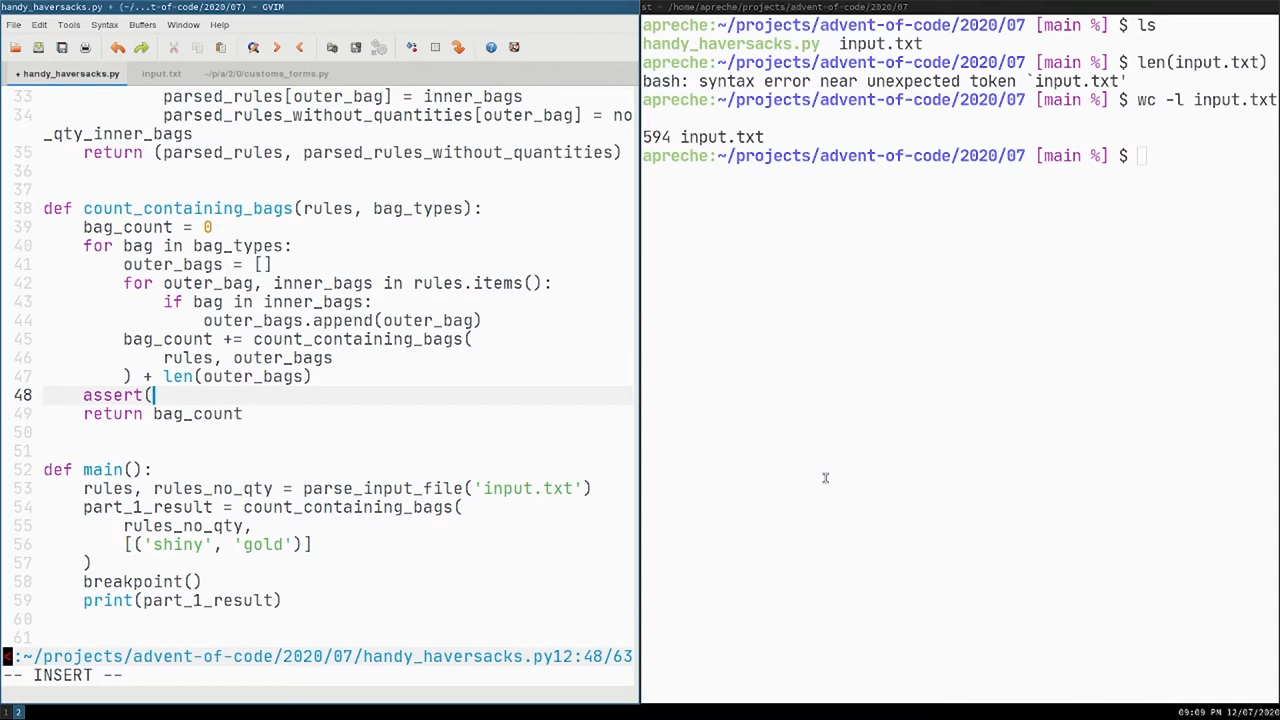 handy_haversacks.py + (~/...t-of-code/2020/07) - GVIM
File Edit Tools Syntax Buffers Window Help
+ handy_haversacks.py input.txt ~/p/a/2/0/customs_forms.py
33 parsed_rules[outer_bag] = inner_bags
34 parsed_rules_without_quantities[outer_bag] = no
_qty_inner_bags
35 return (parsed_rules, parsed_rules_without_quantities)
36
37
38 def count_containing_bags(rules, bag_types):
39 bag_count = 0
40 for bag in bag_types:
41 outer_bags = []
42 for outer_bag, inner_bags in rules.items():
43 if bag in inner_bags:
44 outer_bags.append(outer_bag)
45 bag_count += count_containing_bags(
46 rules, outer_bags
47 ) + len(outer_bags)
48 assert(
49 return bag_count
50
51
52 def main():
53 rules, rules_no_qty = parse_input_file('input.txt')
54 part_1_result = count_containing_bags(
55 rules_no_qty,
56 [('shiny', 'gold')]
57 )
58 breakpoint()
59 print(part_1_result)
60
61
<:~/projects/advent-of-code/2020/07/handy_haversacks.py12:48/63
-- INSERT --
1 2
st - /home/apreche/projects/advent-of-code/2020/07
apreche:~/projects/advent-of-code/2020/07 [main %] $ ls
handy_haversacks.py input.txt
apreche:~/projects/advent-of-code/2020/07 [main %] $ len(input.txt)
bash: syntax error near unexpected token `input.txt'
apreche:~/projects/advent-of-code/2020/07 [main %] $ wc -l input.txt
594 input.txt
apreche:~/projects/advent-of-code/2020/07 [main %] $
09:09 PM 12/07/2020